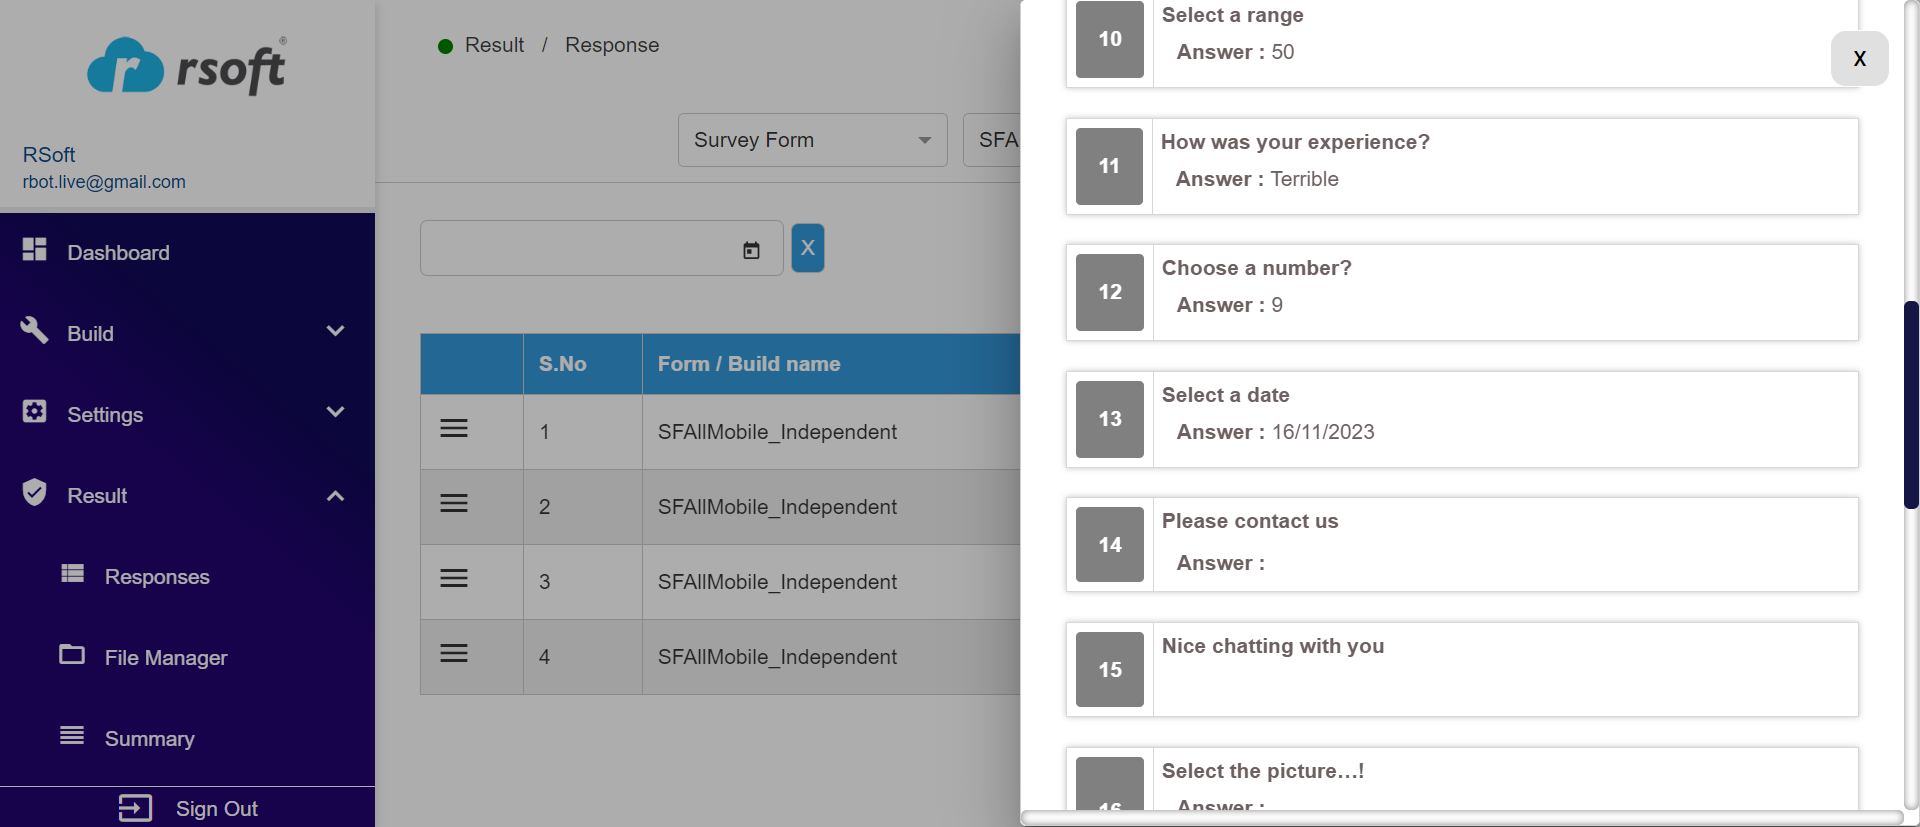 rsoft®
RSoft
rbot.live@gmail.com
Dashboard
Build
Settings
Result
Responses
File Manager
Summary
Sign Out
Result / Response
Survey Form
SFA
X
S.No Form / Build name
1 SFAllMobile_Independent
2 SFAllMobile_Independent
3 SFAllMobile_Independent
4 SFAllMobile_Independent
X
10 Select a range
Answer : 50
11 How was your experience?
Answer : Terrible
12 Choose a number?
Answer : 9
13 Select a date
Answer : 16/11/2023
14 Please contact us
Answer :
15 Nice chatting with you
16 Select the picture...!
Answer :